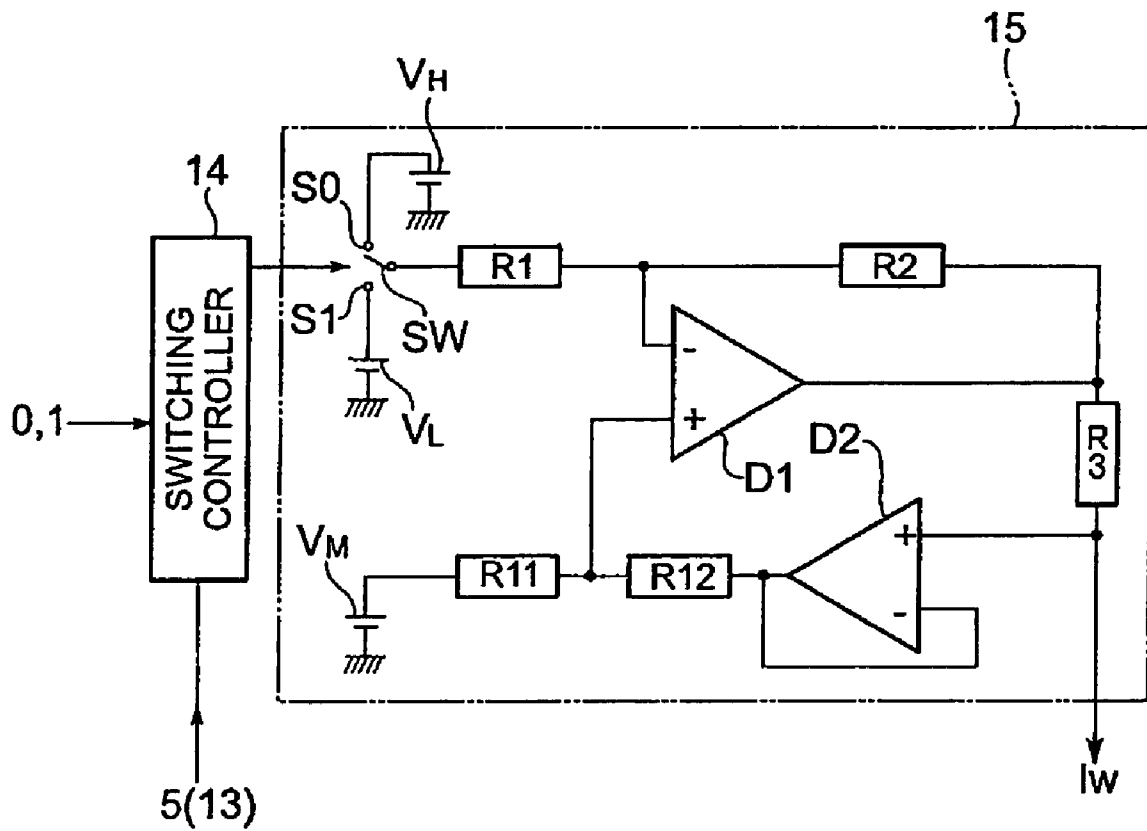 15
VH
14
S0
R1
R2
S1
SW
SWITCHING
CONTROLLER
-
VL
0,1
+
D1
D2
R
3
+
VM
R11
R12
-
5(13)
Iw